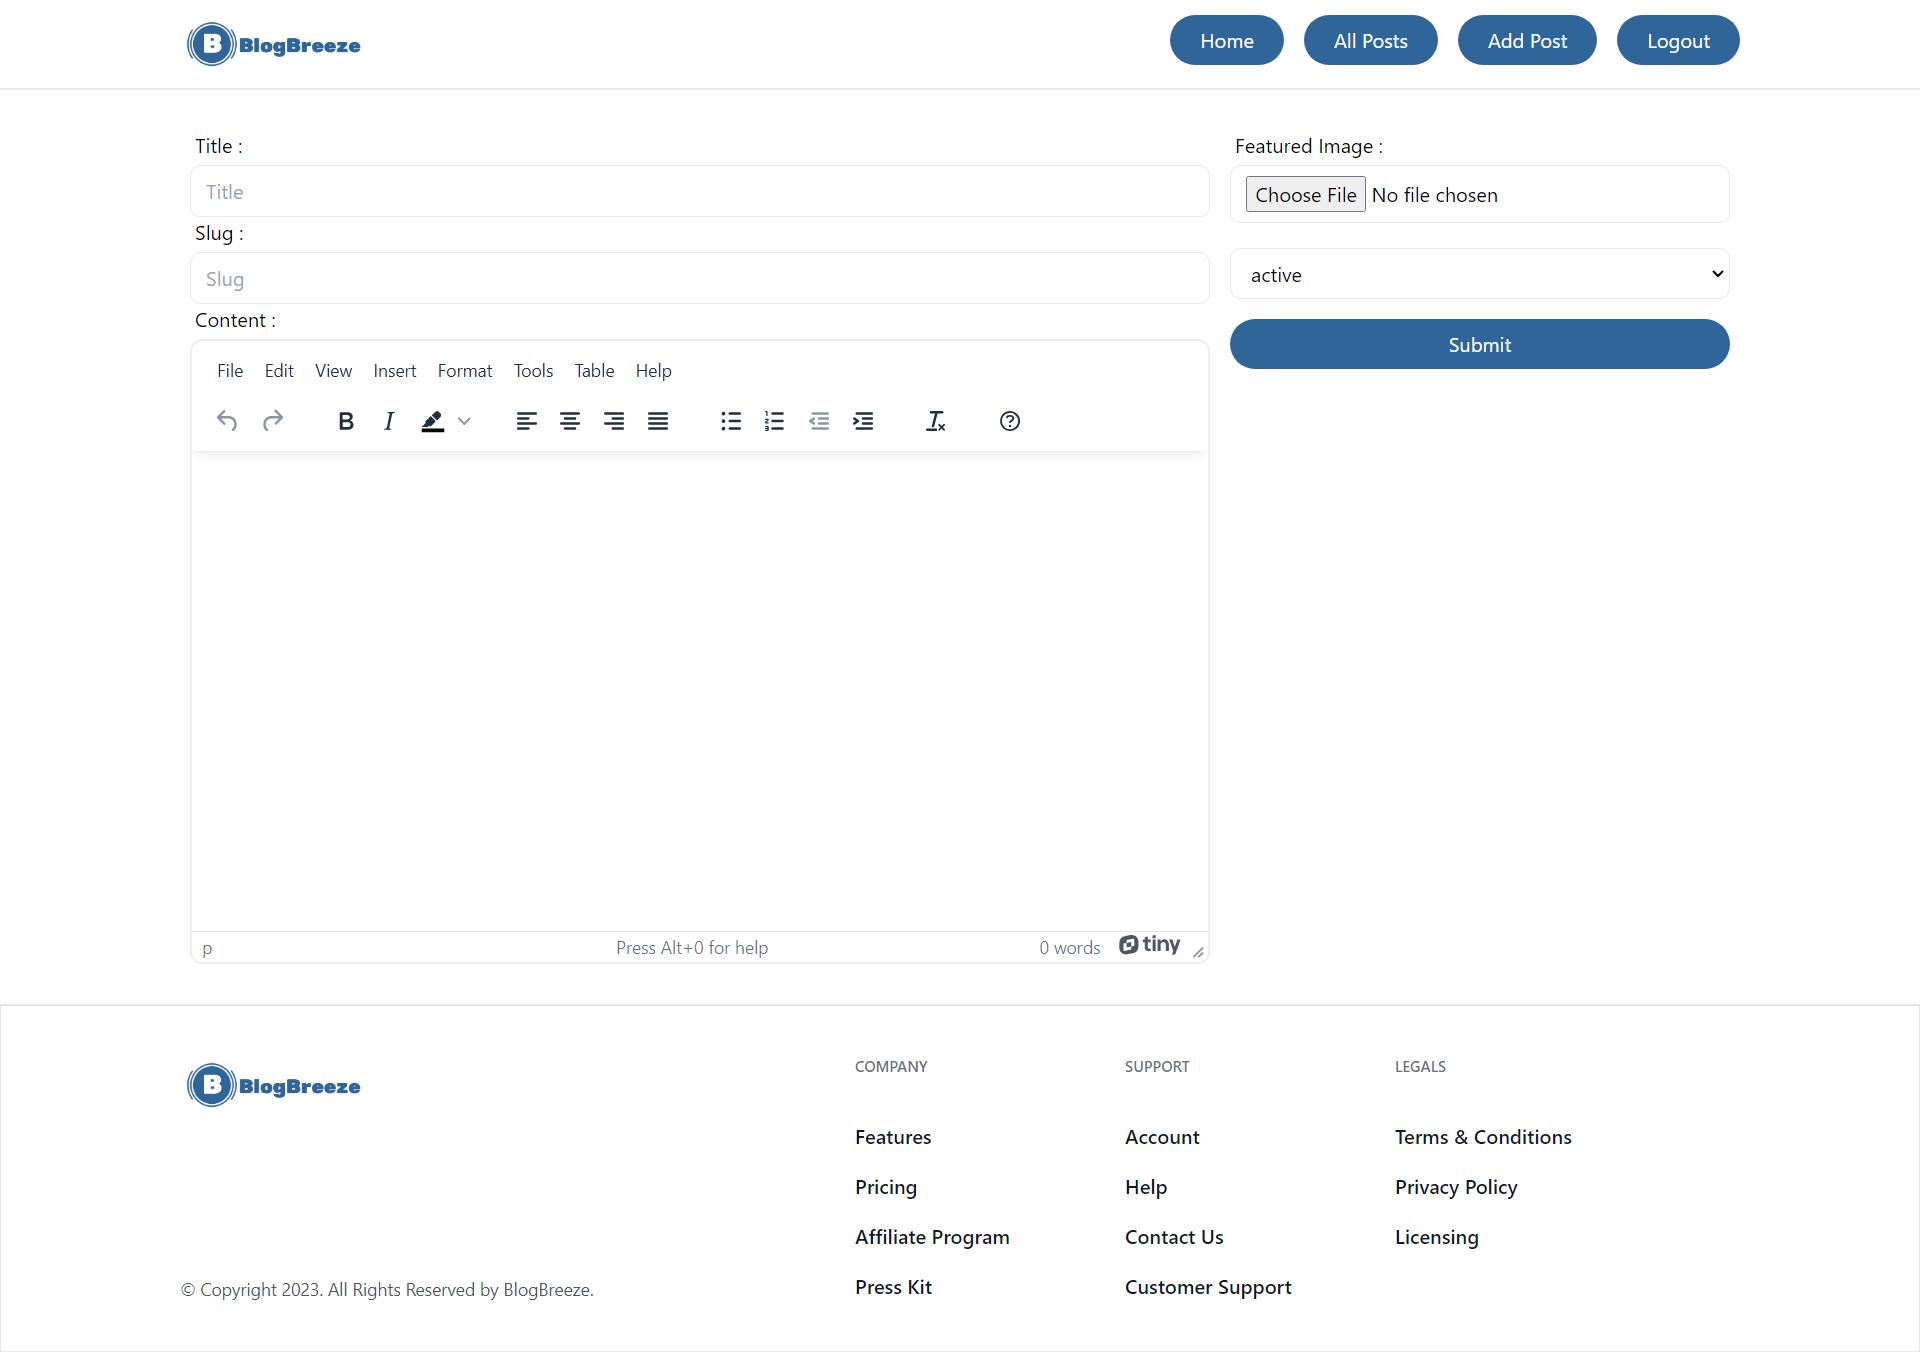 B BlogBreeze
Home All Posts Add Post Logout
Title :
Title
Slug :
Slug
Content :
File Edit View Insert Format Tools Table Help
p Press Alt+0 for help 0 words tiny
Featured Image :
Choose File No file chosen
active
Submit
B BlogBreeze
© Copyright 2023. All Rights Reserved by BlogBreeze.
COMPANY
Features
Pricing
Affiliate Program
Press Kit
SUPPORT
Account
Help
Contact Us
Customer Support
LEGALS
Terms & Conditions
Privacy Policy
Licensing